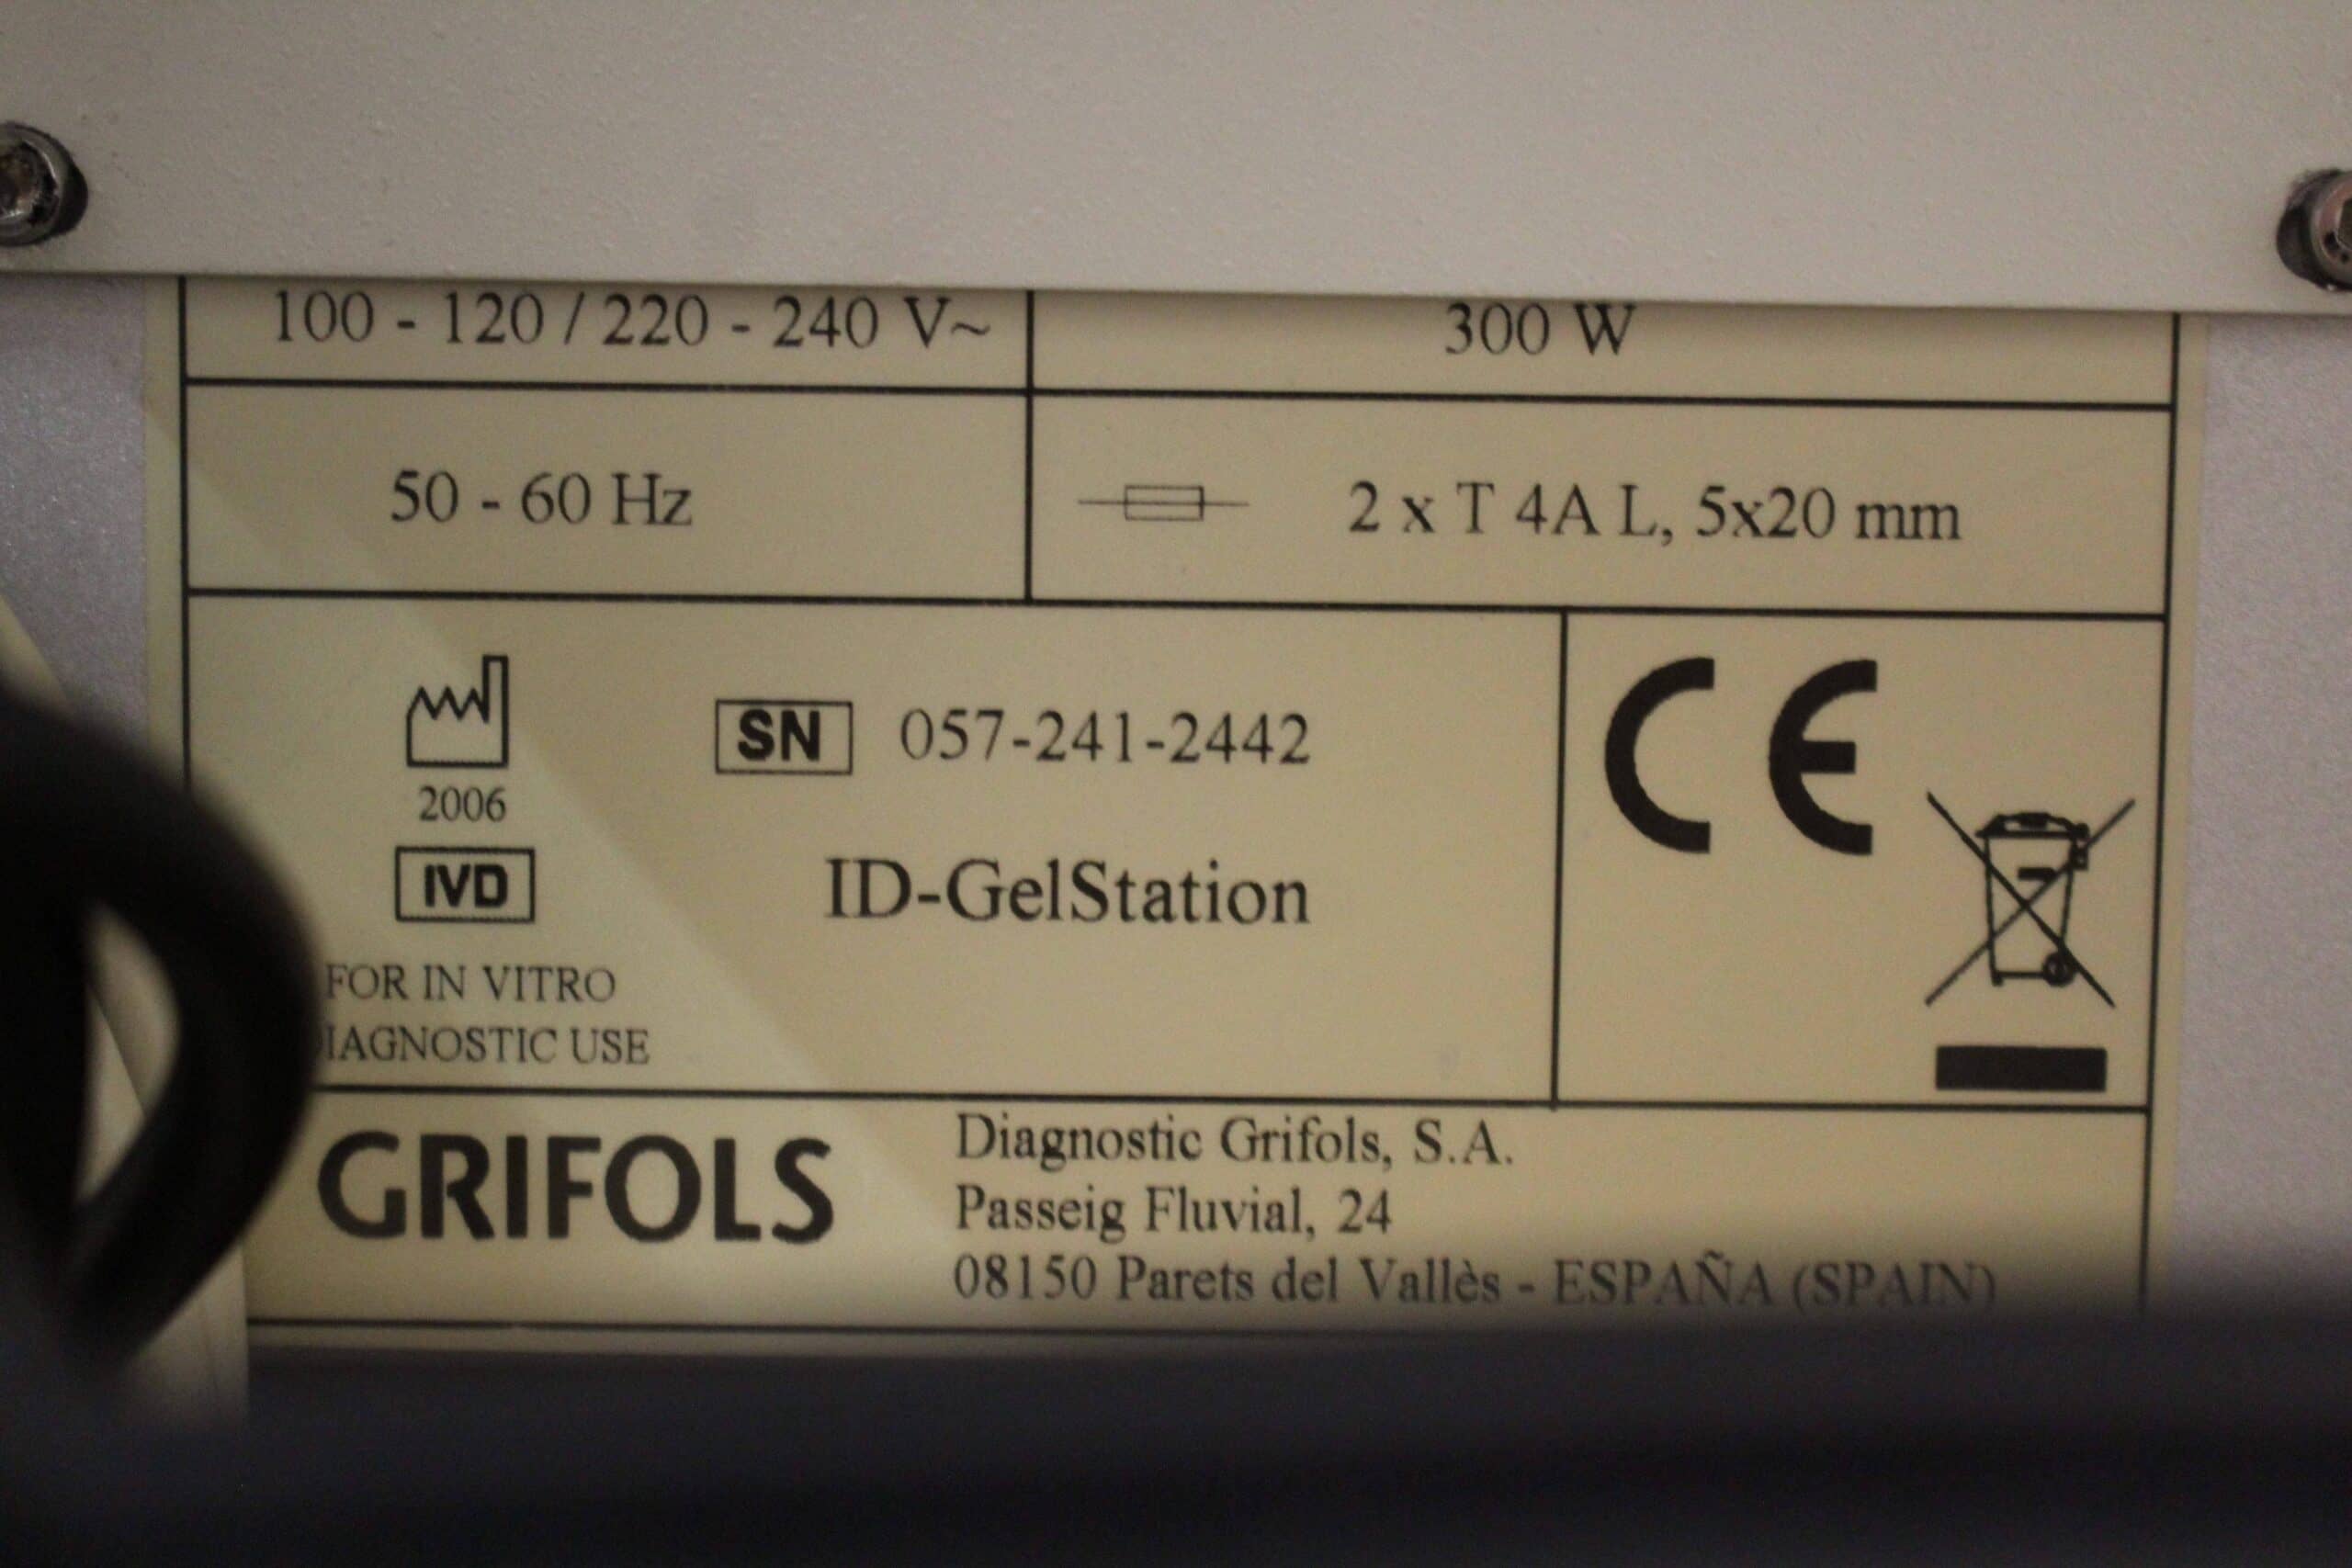 100 - 120 / 220 - 240 V~
300 W
50 - 60 Hz
2 x T 4A L, 5x20 mm
SN 057-241-2442
2006
IVD
ID-GelStation
FOR IN VITRO
IAGNOSTIC USE
CE
GRIFOLS
Diagnostic Grifols, S.A.
Passeig Fluvial, 24
08150 Parets del Vallès - ESPAÑA (SPAIN)